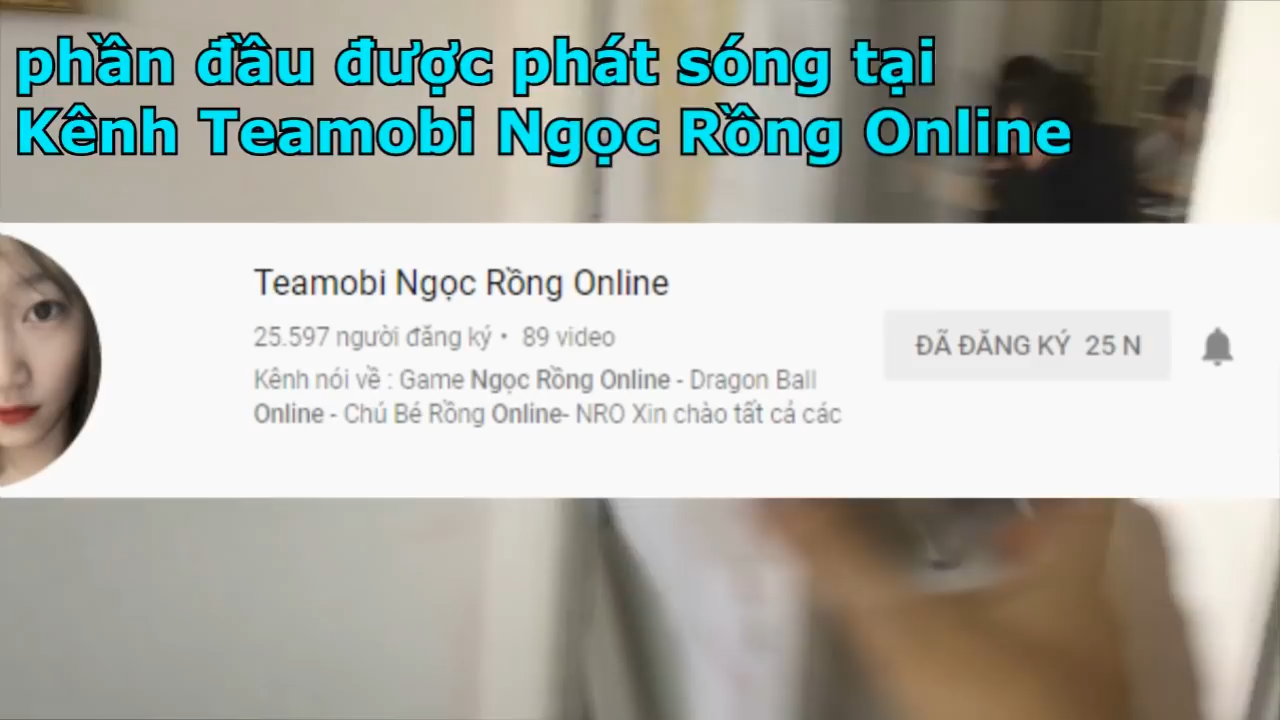 phần đầu được phát sóng tại
Kênh Teamobi Ngọc Rồng Online
Teamobi Ngọc Rồng Online
25.597 người đăng ký • 89 video
ĐÃ ĐĂNG KÝ 25 N
Kênh nói về : Game Ngọc Rồng Online - Dragon Ball
Online - Chú Bé Rồng Online- NRO Xin chào tất cả các